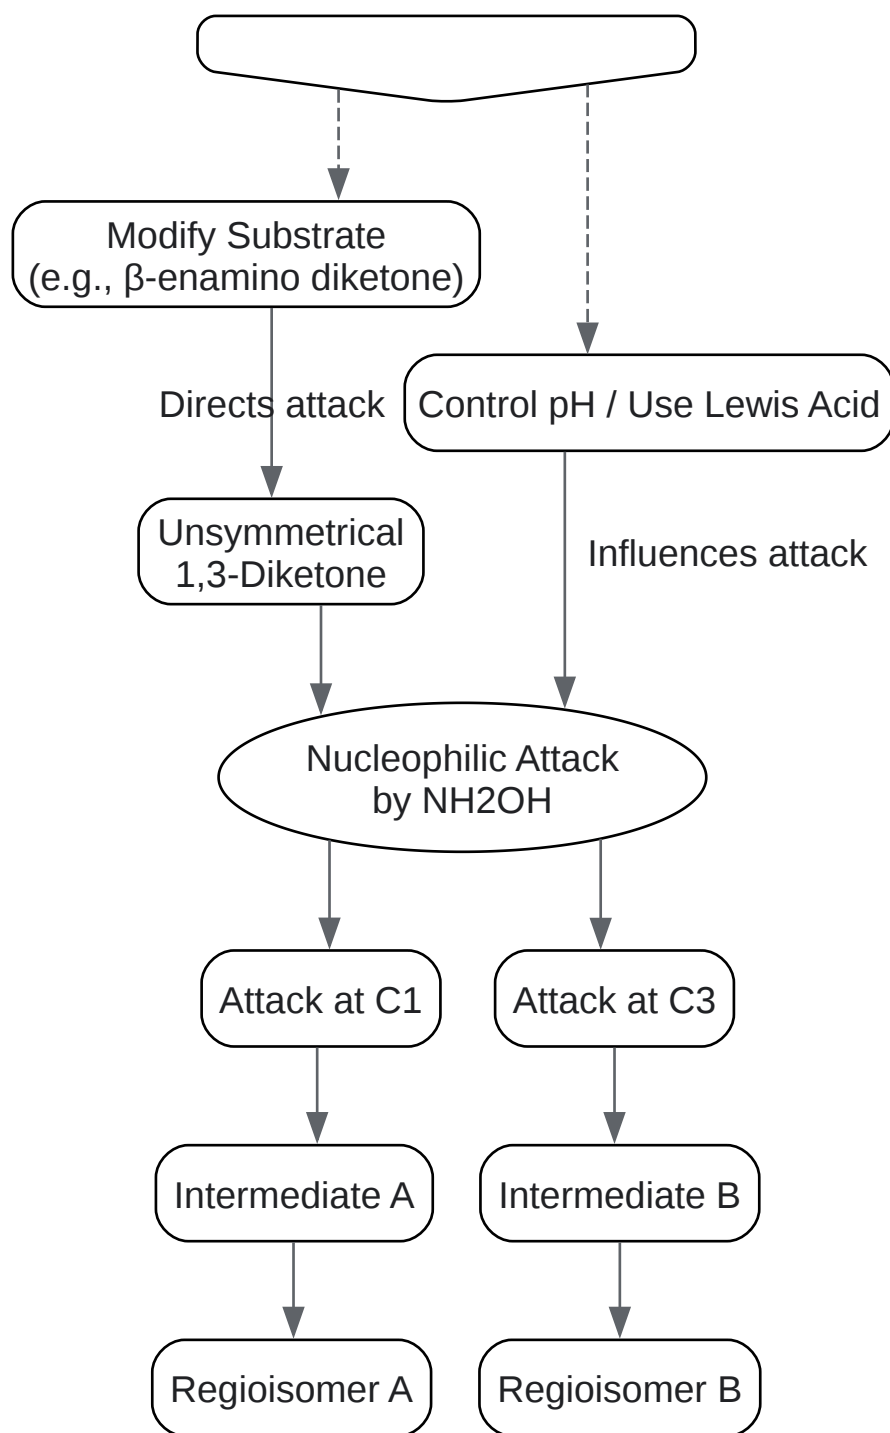 Modify Substrate
(e.g., β-enamino diketone)
Directs attack
Control pH / Use Lewis Acid
Unsymmetrical
1,3-Diketone
Influences attack
Nucleophilic Attack
by NH2OH
Attack at C1
Attack at C3
Intermediate A
Intermediate B
Regioisomer A
Regioisomer B